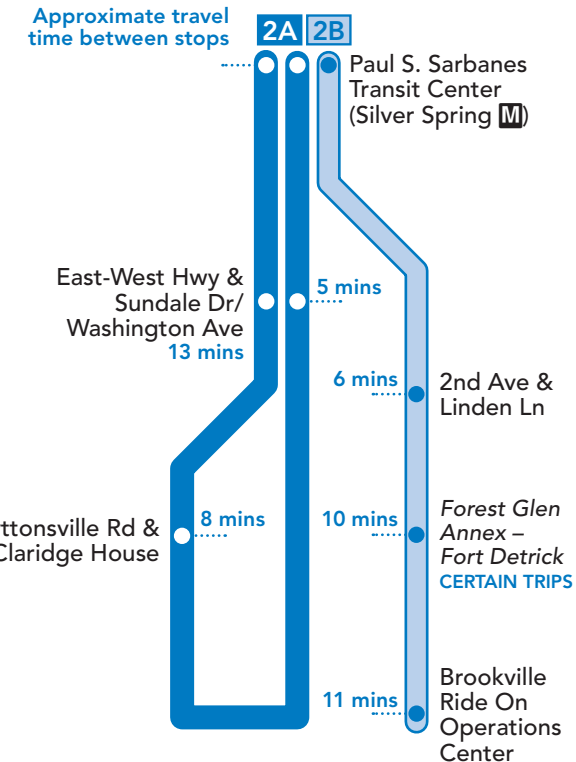 Approximate travel
time between stops
2A 2B
Paul S. Sarbanes
Transit Center
(Silver Spring M)
East-West Hwy &
Sundale Dr/
Washington Ave
13 mins
5 mins
6 mins
2nd Ave &
Linden Ln
ttonsville Rd &
Claridge House
8 mins
10 mins
Forest Glen
Annex –
Fort Detrick
CERTAIN TRIPS
11 mins
Brookville
Ride On
Operations
Center